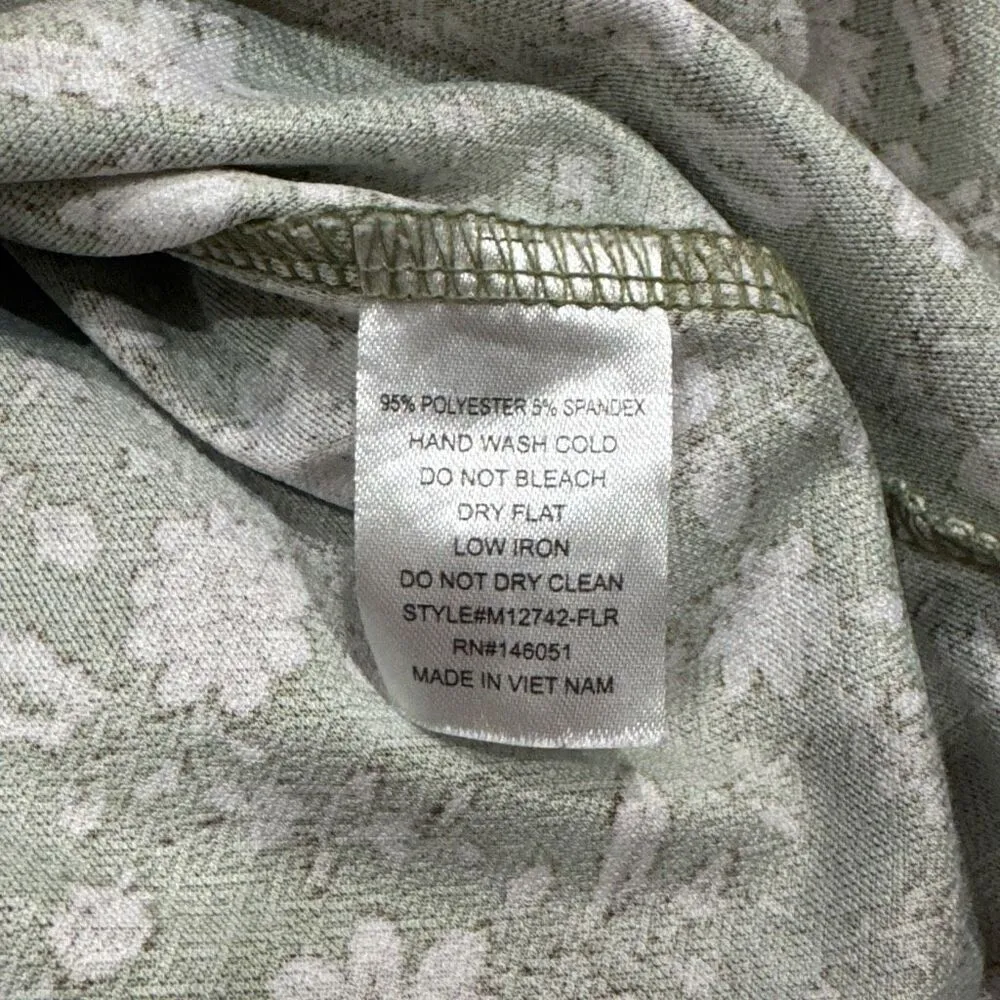 95% POLYESTER 5% SPANDEX
HAND WASH COLD
DO NOT BLEACH
DRY FLAT
LOW IRON
DO NOT DRY CLEAN
STYLE#M12742-FLR
RN#146051
MADE IN VIET NAM